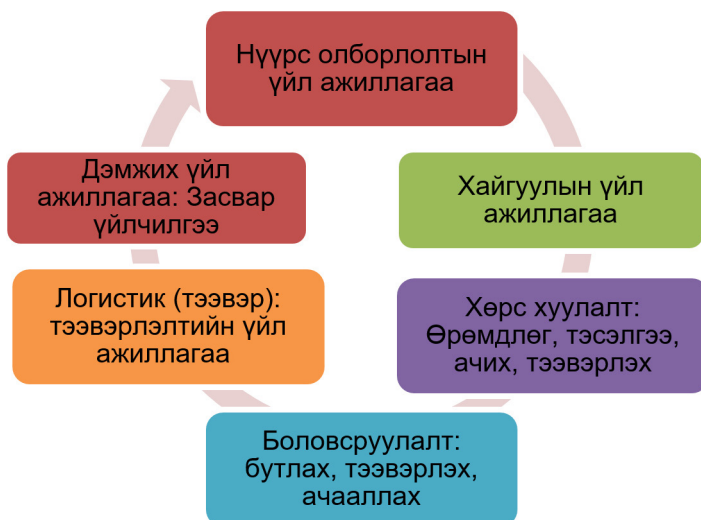 Нүүрс олборлолтын
үйл ажиллагаа
Хайгуулын үйл
ажиллагаа
Хөрс хуулалт:
Өрөмдлөг, тэсэлгээ,
ачих, тээвэрлэх
Боловсруулалт:
бутлах, тээвэрлэх,
ачааллах
Логистик (тээвэр):
тээвэрлэлтийн үйл
ажиллагаа
Дэмжих үйл
ажиллагаа: Засвар
үйлчилгээ